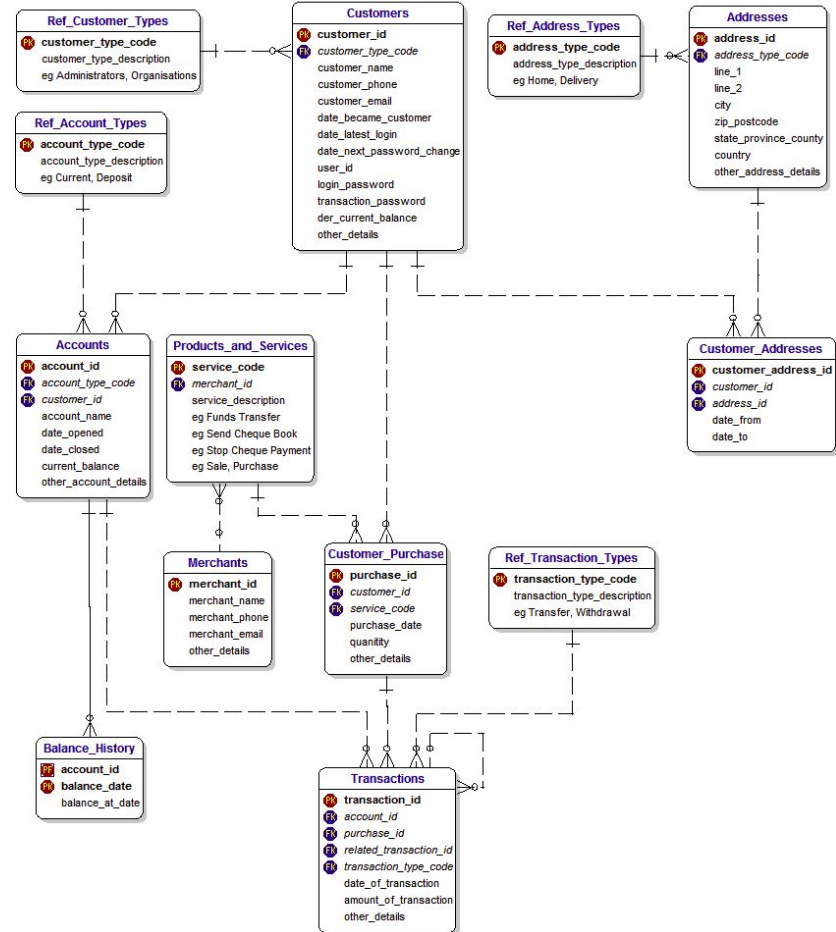 Ref_Customer_Types
PK customer_type_code
customer_type_description
eg Administrators, Organisations
Customers
PK customer_id
FK customer_type_code
customer_name
customer_phone
customer_email
date_became_customer
date_latest_login
date_next_password_change
user_id
login_password
transaction_password
der_current_balance
other_details
Ref_Address_Types
PK address_type_code
address_type_description
eg Home, Delivery
Addresses
PK address_id
FK address_type_code
line_1
line_2
city
zip_postcode
state_province_county
country
other_address_details
Ref_Account_Types
PK account_type_code
account_type_description
eg Current, Deposit
Accounts
PK account_id
FK account_type_code
FK customer_id
account_name
date_opened
date_closed
current_balance
other_account_details
Products_and_Services
PK service_code
FK merchant_id
service_description
eg Funds Transfer
eg Send Cheque Book
eg Stop Cheque Payment
eg Sale, Purchase
Customer_Addresses
PK customer_address_id
FK customer_id
FK address_id
date_from
date_to
Merchants
PK merchant_id
merchant_name
merchant_phone
merchant_email
other_details
Customer_Purchase
PK purchase_id
FK customer_id
FK service_code
purchase_date
quanitity
other_details
Ref_Transaction_Types
PK transaction_type_code
transaction_type_description
eg Transfer, Withdrawal
Balance_History
PF account_id
PK balance_date
balance_at_date
Transactions
PK transaction_id
FK account_id
FK purchase_id
FK related_transaction_id
FK transaction_type_code
date_of_transaction
amount_of_transaction
other_details